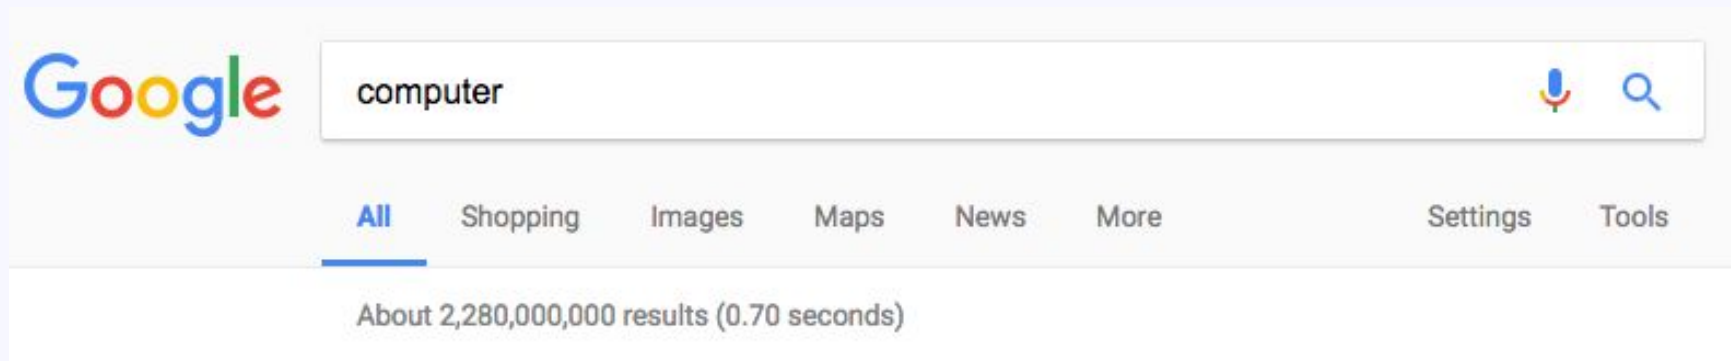 Google computer
All Shopping Images Maps News More Settings Tools
About 2,280,000,000 results (0.70 seconds)